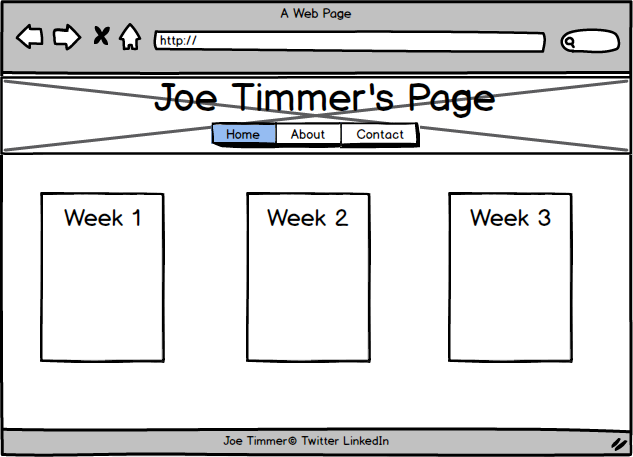 A Web Page
http://
Joe Timmer's Page
Home About Contact
Week 1 Week 2 Week 3
Joe Timmer© Twitter LinkedIn